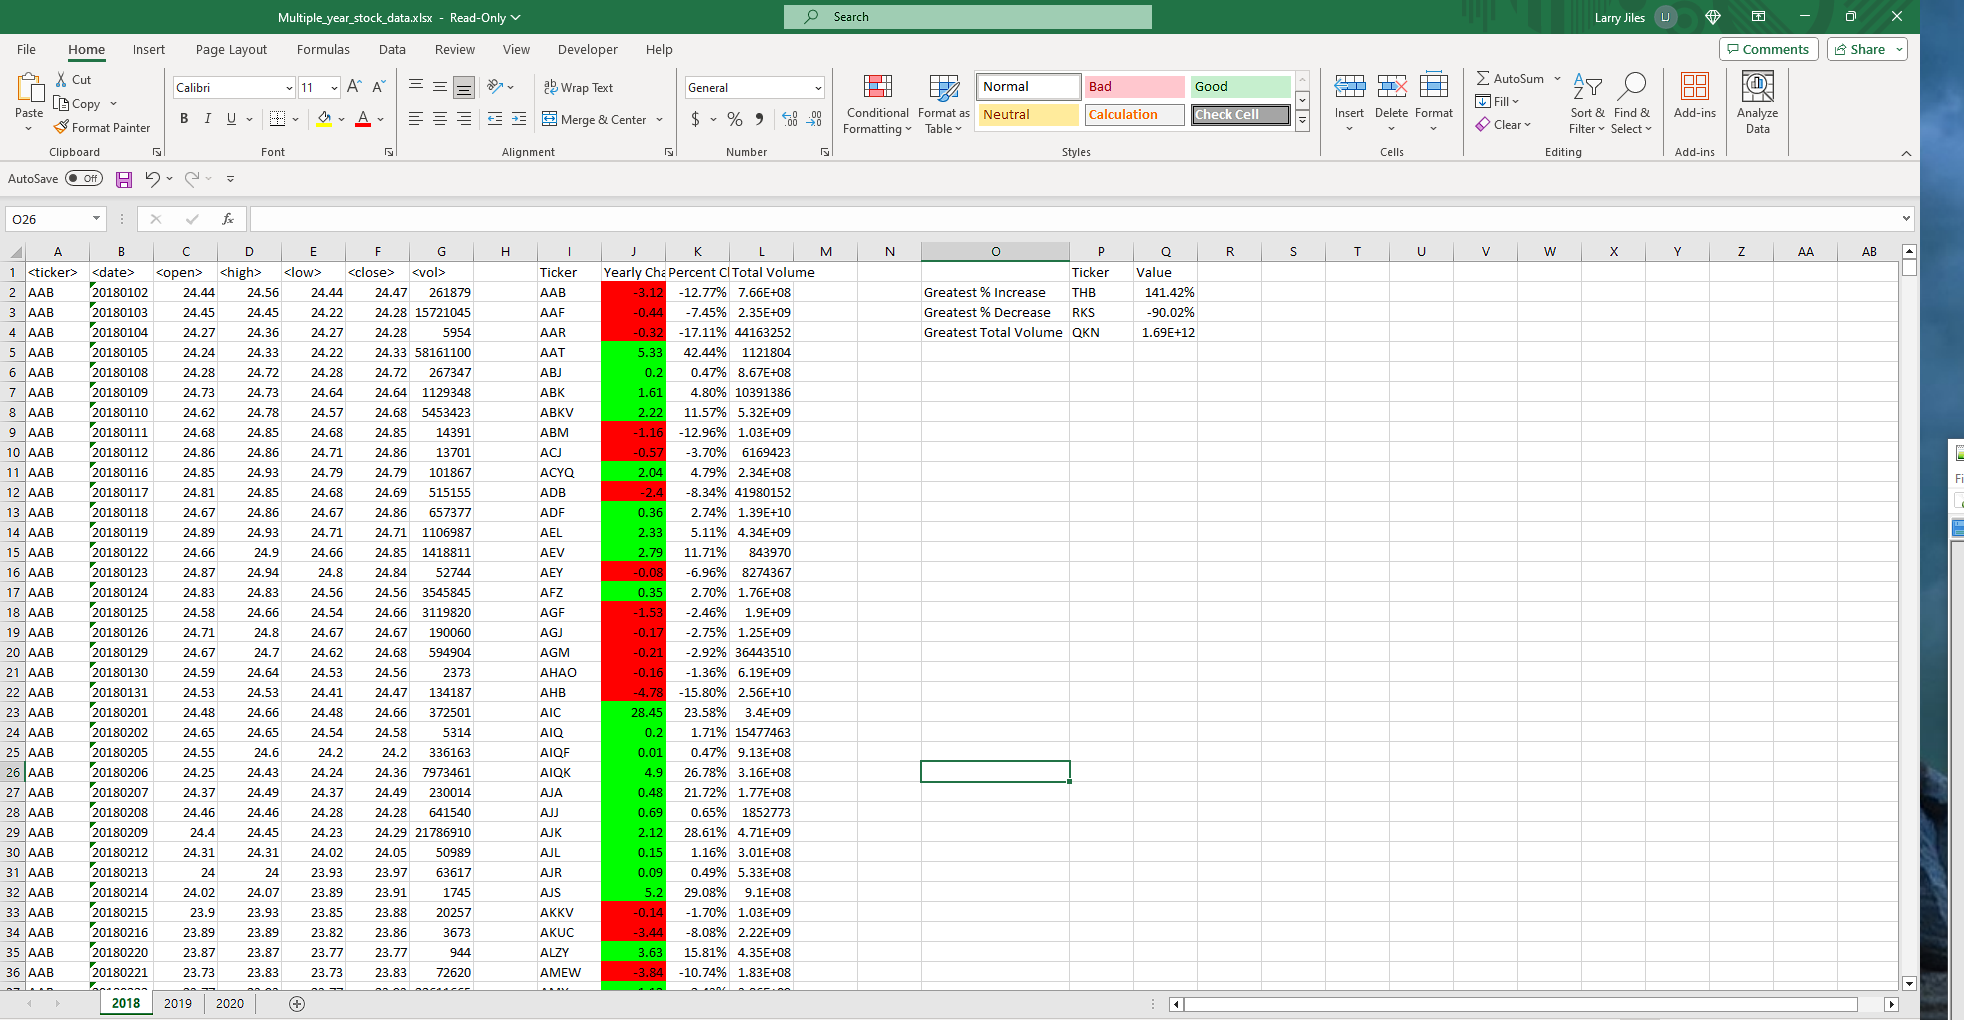 Multiple_year_stock_data.xlsx - Read-Only
Search
Larry Jiles LJ
File Home Insert Page Layout Formulas Data Review View Developer Help
Comments Share
Paste Cut Copy Format Painter
Calibri 11
B I U
Wrap Text
Merge & Center
General
$ %
Conditional Formatting
Format as Table
Normal Bad Good
Neutral Calculation Check Cell
Insert Delete Format
AutoSum
Fill
Clear
Sort & Filter
Find & Select
Add-ins
Analyze Data
Clipboard Font Alignment Number Styles Cells Editing Add-ins
AutoSave Off
O26 fx
A B C D E F G H I J K L M N O P Q R S T U V W X Y Z AA AB
1 <ticker> <date> <open> <high> <low> <close> <vol> Ticker Yearly Cha Percent Cl Total Volume Ticker Value
2 AAB 20180102 24.44 24.56 24.44 24.47 261879 AAB -3.12 -12.77% 7.66E+08 Greatest % Increase THB 141.42%
3 AAB 20180103 24.45 24.45 24.22 24.28 15721045 AAF -0.44 -7.45% 2.35E+09 Greatest % Decrease RKS -90.02%
4 AAB 20180104 24.27 24.36 24.27 24.28 5954 AAR -0.32 -17.11% 44163252 Greatest Total Volume QKN 1.69E+12
5 AAB 20180105 24.24 24.33 24.22 24.33 58161100 AAT 5.33 42.44% 1121804
6 AAB 20180108 24.28 24.72 24.28 24.72 267347 ABJ 0.2 0.47% 8.67E+08
7 AAB 20180109 24.73 24.73 24.64 24.64 1129348 ABK 1.61 4.80% 10391386
8 AAB 20180110 24.62 24.78 24.57 24.68 5453423 ABKV 2.22 11.57% 5.32E+09
9 AAB 20180111 24.68 24.85 24.68 24.85 14391 ABM -1.16 -12.96% 1.03E+09
10 AAB 20180112 24.86 24.86 24.71 24.86 13701 ACJ -0.57 -3.70% 6169423
11 AAB 20180116 24.85 24.93 24.79 24.79 101867 ACYQ 2.04 4.79% 2.34E+08
12 AAB 20180117 24.81 24.85 24.68 24.69 515155 ADB -2.4 -8.34% 41980152
13 AAB 20180118 24.67 24.86 24.67 24.86 657377 ADF 0.36 2.74% 1.39E+10
14 AAB 20180119 24.89 24.93 24.71 24.71 1106987 AEL 2.33 5.11% 4.34E+09
15 AAB 20180122 24.66 24.9 24.66 24.85 1418811 AEV 2.79 11.71% 843970
16 AAB 20180123 24.87 24.94 24.8 24.84 52744 AEY -0.08 -6.96% 8274367
17 AAB 20180124 24.83 24.83 24.56 24.56 3545845 AFZ 0.35 2.70% 1.76E+08
18 AAB 20180125 24.58 24.66 24.54 24.66 3119820 AGF -1.53 -2.46% 1.9E+09
19 AAB 20180126 24.71 24.8 24.67 24.67 190060 AGJ -0.17 -2.75% 1.25E+09
20 AAB 20180129 24.67 24.7 24.62 24.68 594904 AGM -0.21 -2.92% 36443510
21 AAB 20180130 24.59 24.64 24.53 24.56 2373 AHAO -0.16 -1.36% 6.19E+09
22 AAB 20180131 24.53 24.53 24.41 24.47 134187 AHB -4.78 -15.80% 2.56E+10
23 AAB 20180201 24.48 24.66 24.48 24.66 372501 AIC 28.45 23.58% 3.4E+09
24 AAB 20180202 24.65 24.65 24.54 24.58 5314 AIQ 0.2 1.71% 15477463
25 AAB 20180205 24.55 24.6 24.2 24.2 336163 AIQF 0.01 0.47% 9.13E+08
26 AAB 20180206 24.25 24.43 24.24 24.36 7973461 AIQK 4.9 26.78% 3.16E+08
27 AAB 20180207 24.37 24.49 24.37 24.49 230014 AJA 0.48 21.72% 1.77E+08
28 AAB 20180208 24.46 24.46 24.28 24.28 641540 AJJ 0.69 0.65% 1852773
29 AAB 20180209 24.4 24.45 24.23 24.29 21786910 AJK 2.12 28.61% 4.71E+09
30 AAB 20180212 24.31 24.31 24.02 24.05 50989 AJL 0.15 1.16% 3.01E+08
31 AAB 20180213 24 24 23.93 23.97 63617 AJR 0.09 0.49% 5.33E+08
32 AAB 20180214 24.02 24.07 23.89 23.91 1745 AJS 5.2 29.08% 9.1E+08
33 AAB 20180215 23.9 23.93 23.85 23.88 20257 AKKV -0.14 -1.70% 1.03E+09
34 AAB 20180216 23.89 23.89 23.82 23.86 3673 AKUC -3.44 -8.08% 2.22E+09
35 AAB 20180220 23.87 23.87 23.77 23.77 944 ALZY 3.63 15.81% 4.35E+08
36 AAB 20180221 23.73 23.83 23.73 23.83 72620 AMEW -3.84 -10.74% 1.83E+08
2018 2019 2020